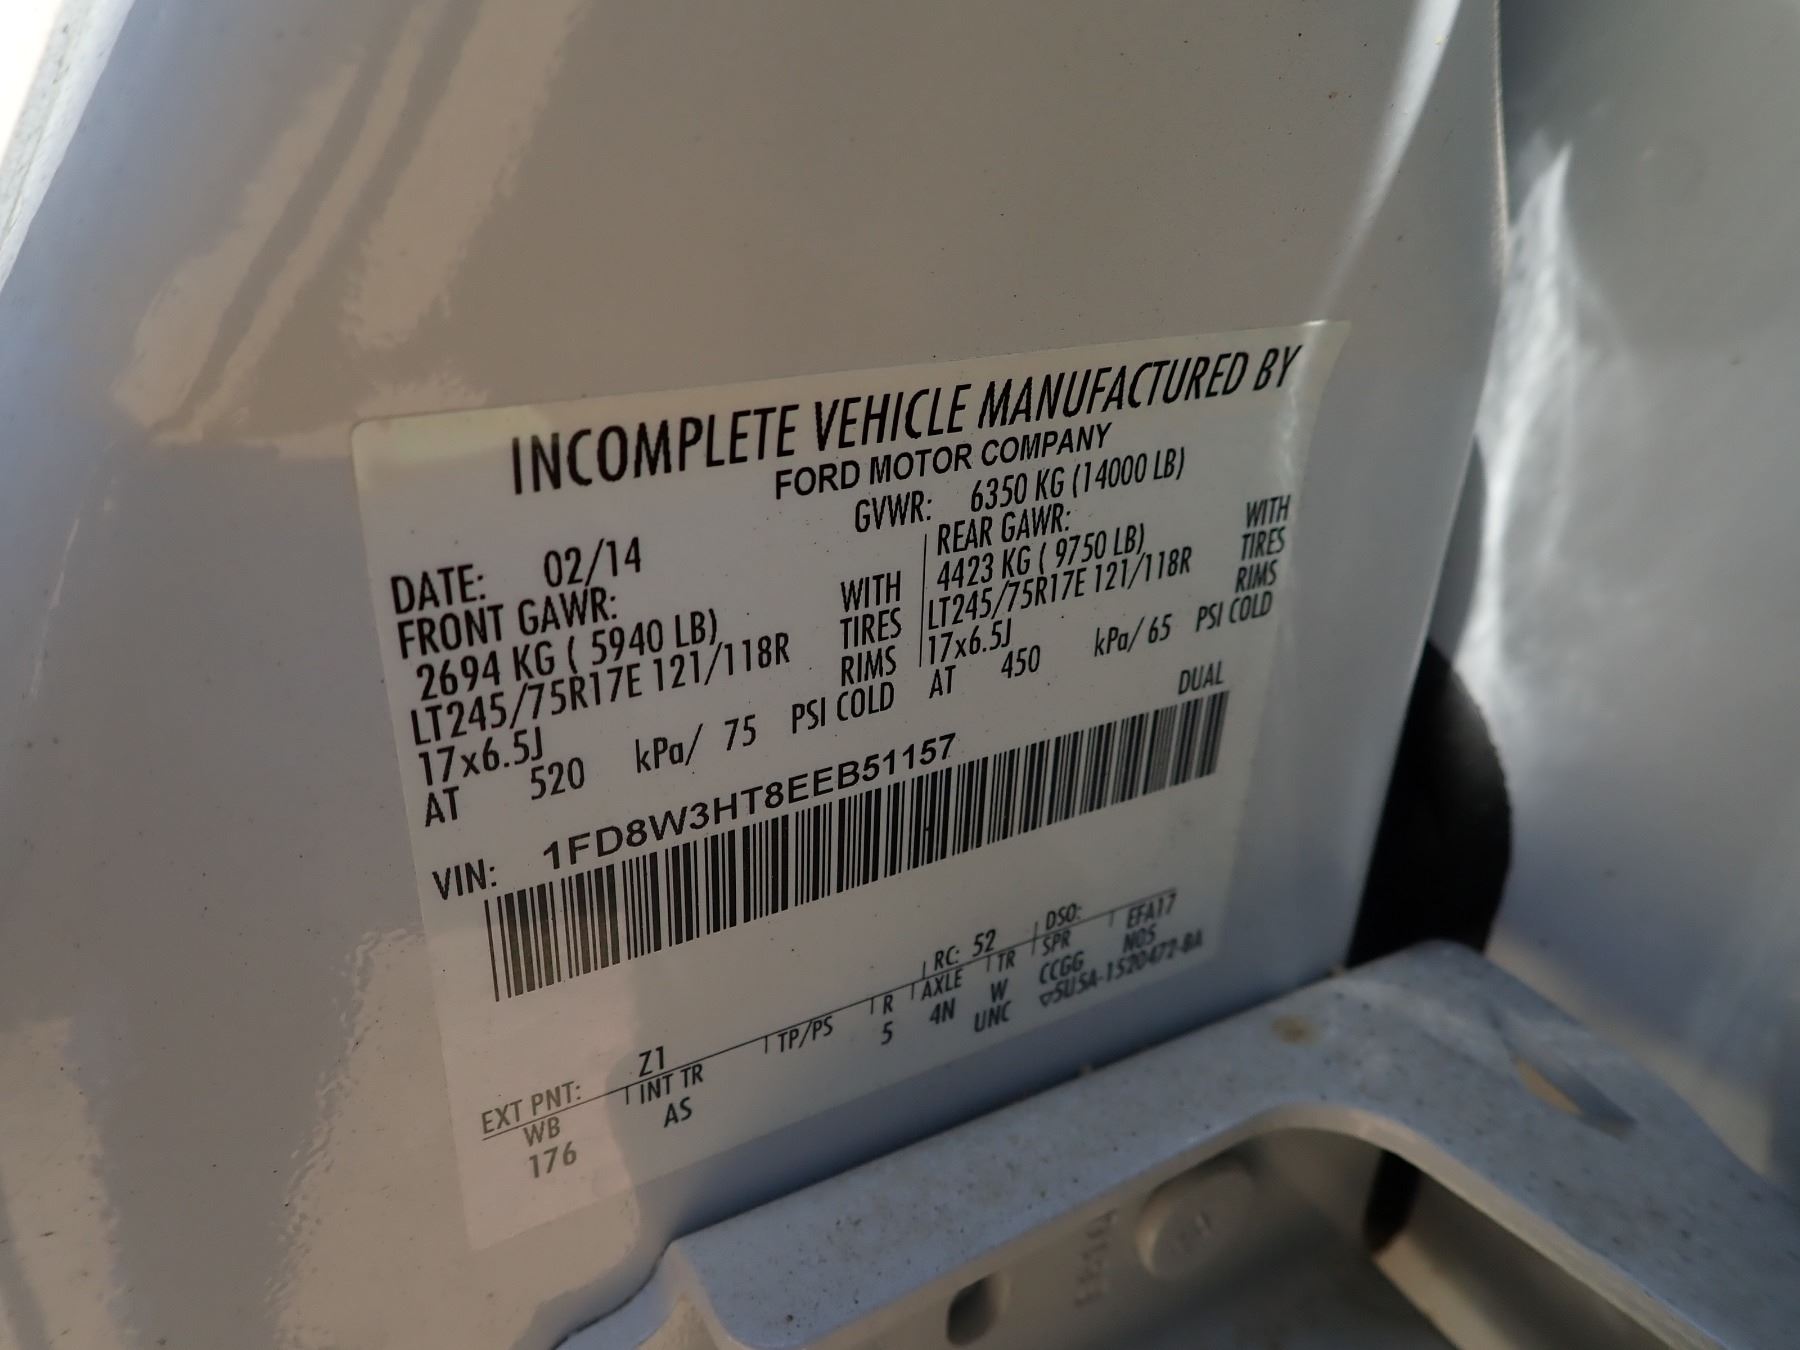 INCOMPLETE VEHICLE MANUFACTURED BY
FORD MOTOR COMPANY
GVWR: 6350 KG (14000 LB)
DATE: 02/14
FRONT GAWR:
2694 KG ( 5940 LB) WITH
LT245/75R17E 121/118R TIRES
17x6.5J RIMS
AT 520 kPa/ 75 PSI COLD
REAR GAWR:
4423 KG ( 9750 LB) WITH
LT245/75R17E 121/118R TIRES
17x6.5J RIMS
AT 450 kPa/ 65 PSI COLD
DUAL
VIN: 1FD8W3HT8EEB51157
EXT PNT: Z1 RC: 52 DSO:
WB INT TR TP/PS R AXLE TR SPR EFA17
176 AS 5 4N W CCGG NOS
UNC ▽5U5A-1520472-BA